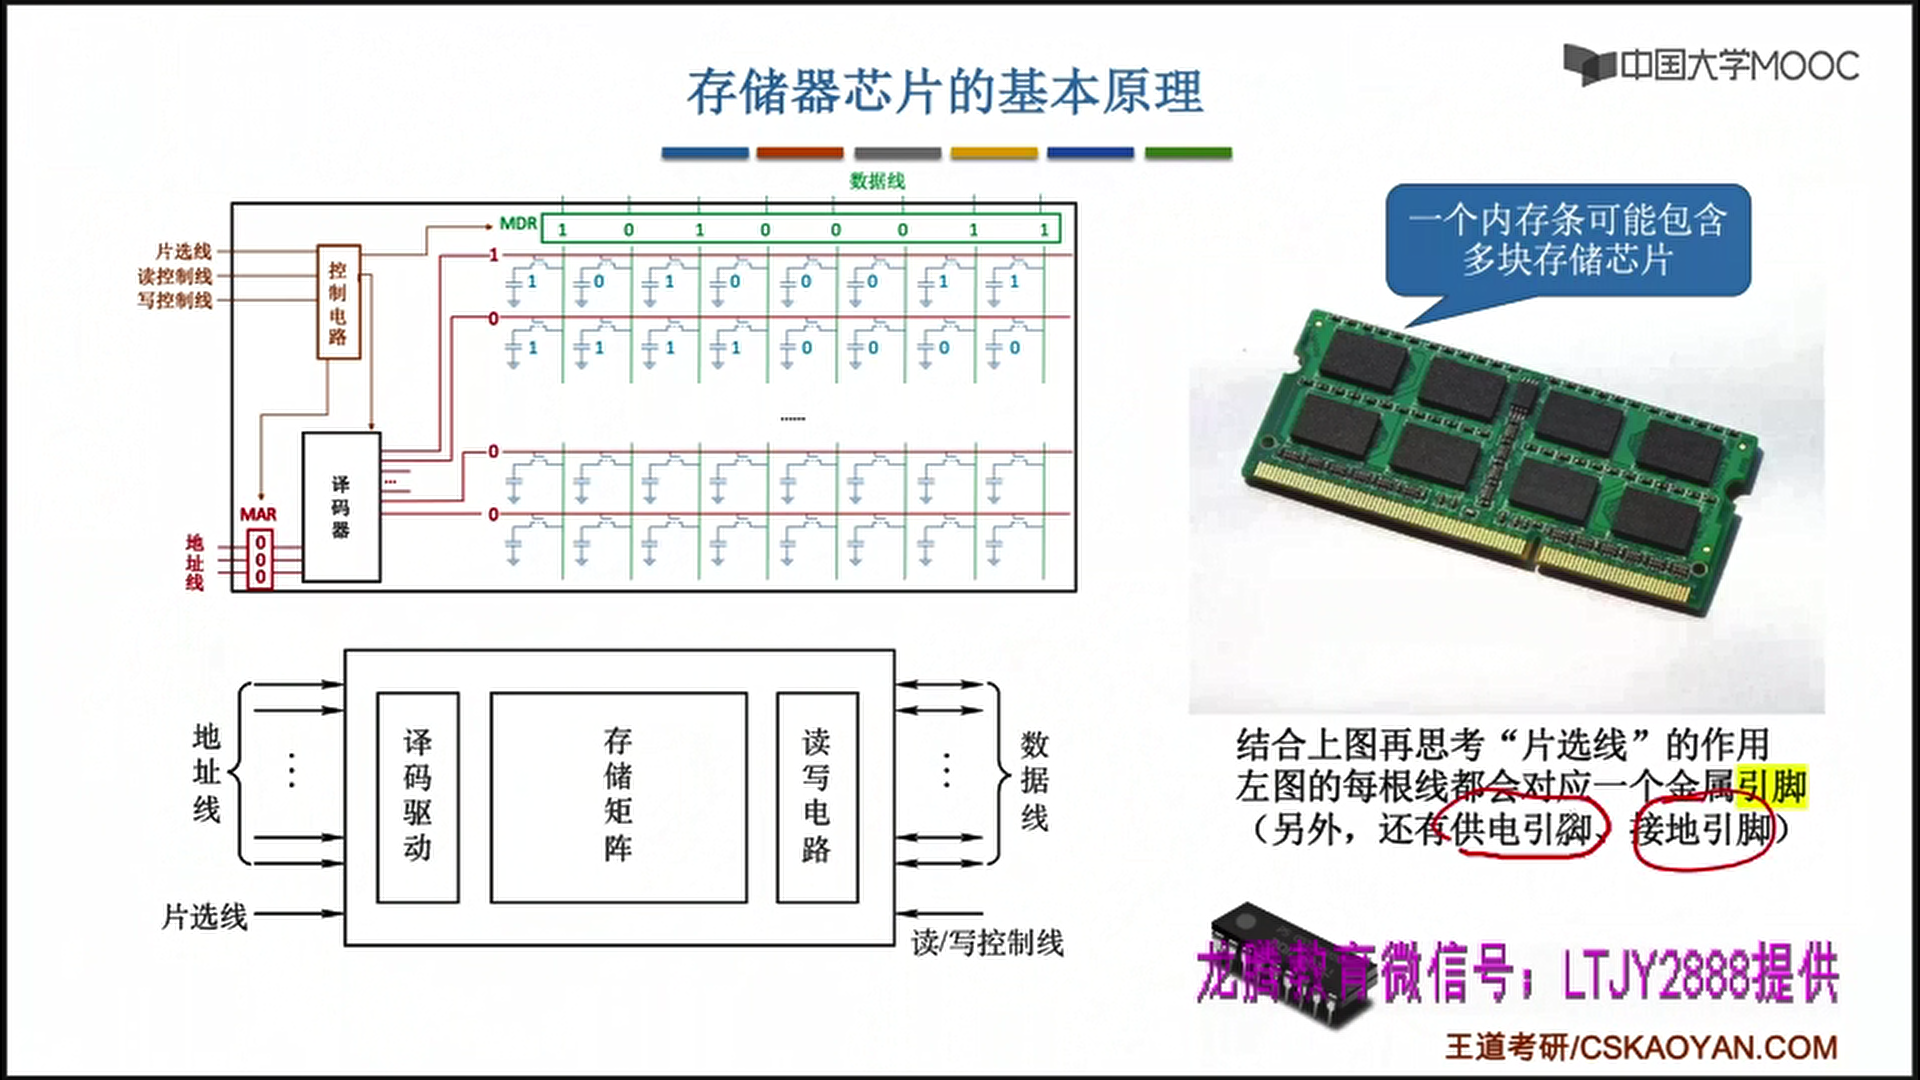 中国大学MOOC
存储器芯片的基本原理
数据线
MDR 1 0 1 0 0 0 1 1
片选线
读控制线
写控制线
控制电路
1
1 0 1 0 0 0 1 1
0
1 1 1 1 0 0 0 0
......
0
0
译码器
...
MAR
0
0
0
地址线
一个内存条可能包含
多块存储芯片
地址线
译码驱动
存储矩阵
读写电路
数据线
片选线
读/写控制线
结合上图再思考“片选线”的作用
左图的每根线都会对应一个金属引脚
（另外，还有供电引脚、接地引脚）
龙腾教育微信号：LTJY2888提供
王道考研/CSKAOYAN.COM